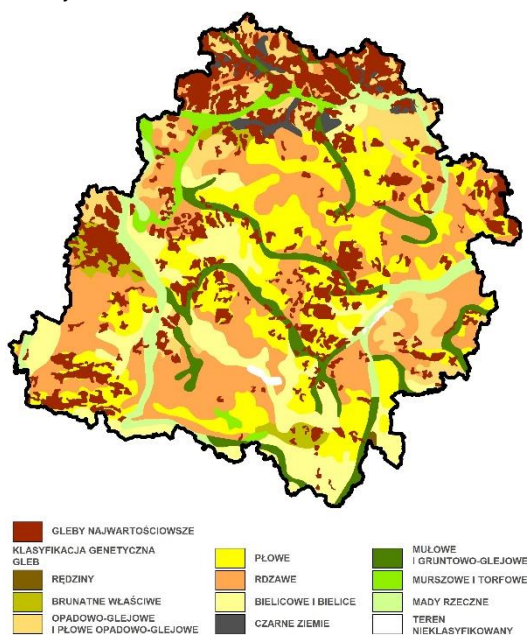 GLEBY NAJWARTOŚCIOWSZE
KLASYFIKACJA GENETYCZNA
GLEB
RĘDZINY
BRUNATNE WŁAŚCIWE
OPADOWO-GLEJOWE
I PŁOWE OPADOWO-GLEJOWE
PŁOWE
RDZAWE
BIELICOWE I BIELICE
CZARNE ZIEMIE
MUŁOWE
I GRUNTOWO-GLEJOWE
MURSZOWE I TORFOWE
MADY RZECZNE
TEREN
NIEKLASYFIKOWANY